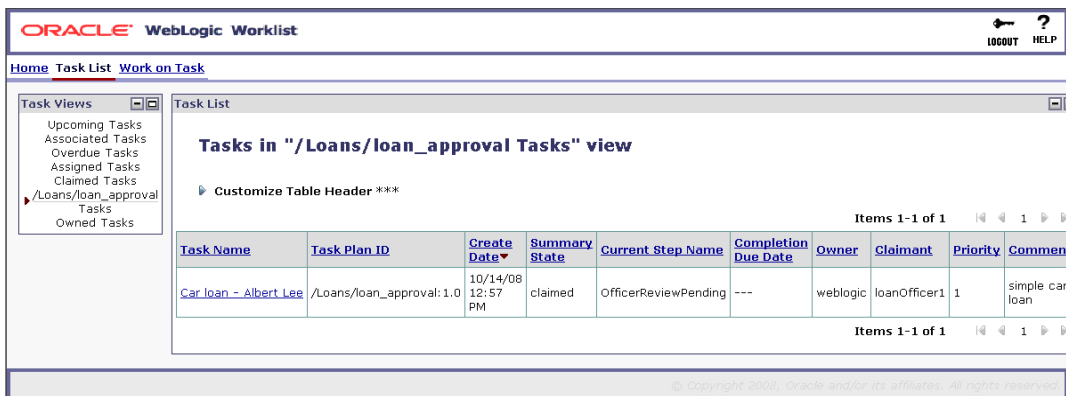 ORACLE WebLogic Worklist
LOGOUT
? HELP
Home Task List Work on Task
Task Views
Upcoming Tasks
Associated Tasks
Overdue Tasks
Assigned Tasks
Claimed Tasks
/Loans/loan_approval
Tasks
Owned Tasks
Task List
Tasks in "/Loans/loan_approval Tasks" view
Customize Table Header ***
Items 1-1 of 1 1
Task Name Task Plan ID Create Date Summary State Current Step Name Completion Due Date Owner Claimant Priority Commen
Car loan - Albert Lee /Loans/loan_approval:1.0 10/14/08 12:57 PM claimed OfficerReviewPending --- weblogic loanOfficer1 1 simple car loan
Items 1-1 of 1 1
© Copyright 2008, Oracle and/or its affiliates. All rights reserved.